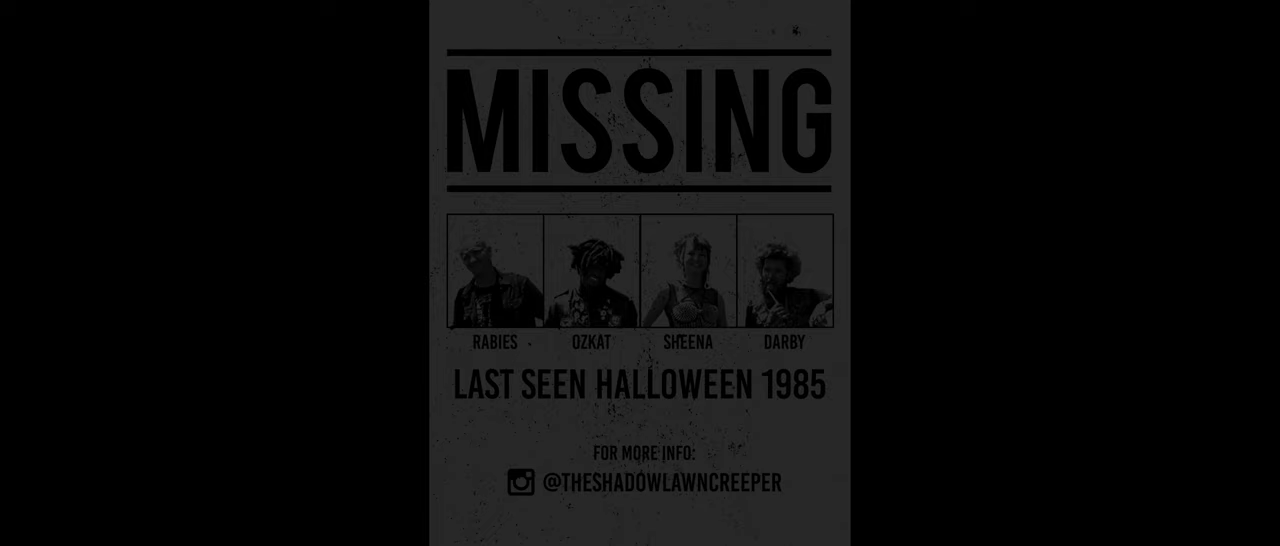 MISSING
RABIES OZKAT SHEENA DARBY
LAST SEEN HALLOWEEN 1985
FOR MORE INFO:
@THESHADOWLAWNCREEPER